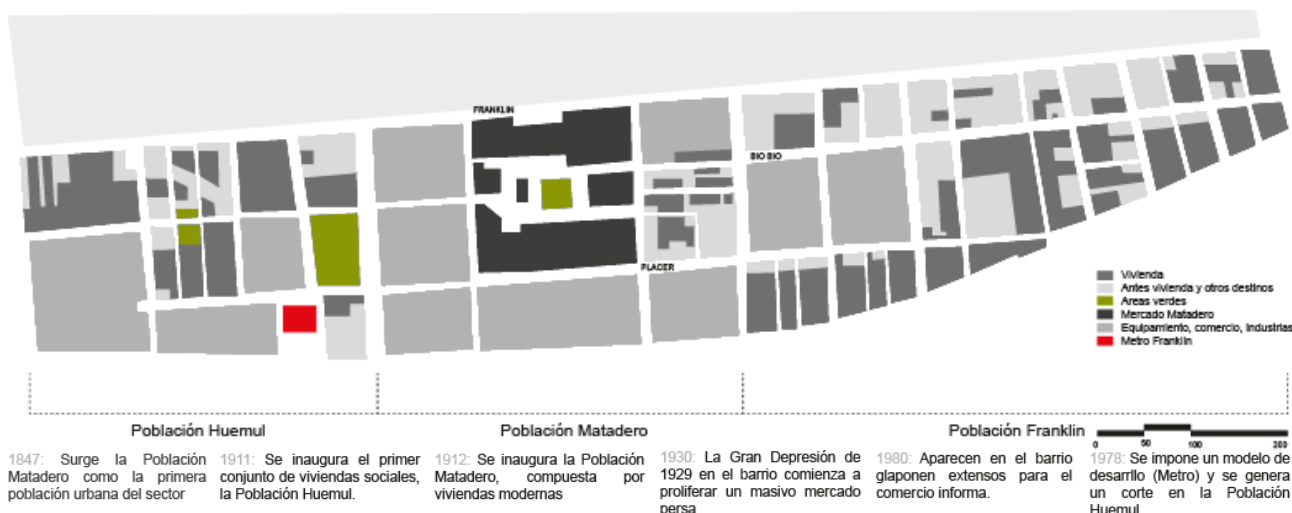 FRANKLIN
BIO BIO
PLACER
Vivienda
Antes vivienda y otros destinos
Areas verdes
Mercado Matadero
Equipamiento, comercio, industrias
Metro Franklin
Población Huemul
Población Matadero
Población Franklin
0 50 100 200
1847: Surge la Población
Matadero como la primera
población urbana del sector
1911: Se inaugura el primer
conjunto de viviendas sociales,
la Población Huemul.
1912: Se inaugura la Población
Matadero, compuesta por
viviendas modernas
1930: La Gran Depresión de
1929 en el barrio comienza a
proliferar un masivo mercado
persa
1980: Aparecen en el barrio
glaponen extensos para el
comercio informa.
1978: Se impone un modelo de
desarrllo (Metro) y se genera
un corte en la Población
Huemul